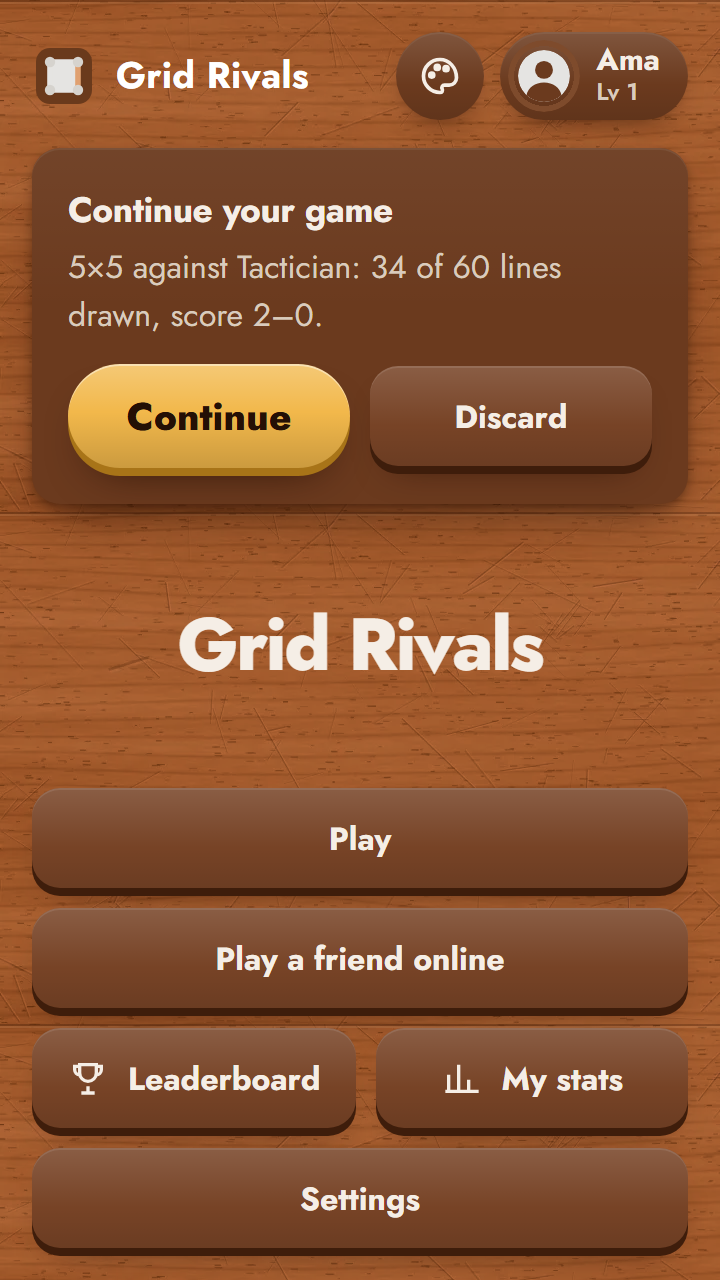 Grid Rivals
Ama
Lv 1
Continue your game
5×5 against Tactician: 34 of 60 lines
drawn, score 2–0.
Continue
Discard
Grid Rivals
Play
Play a friend online
Leaderboard
My stats
Settings